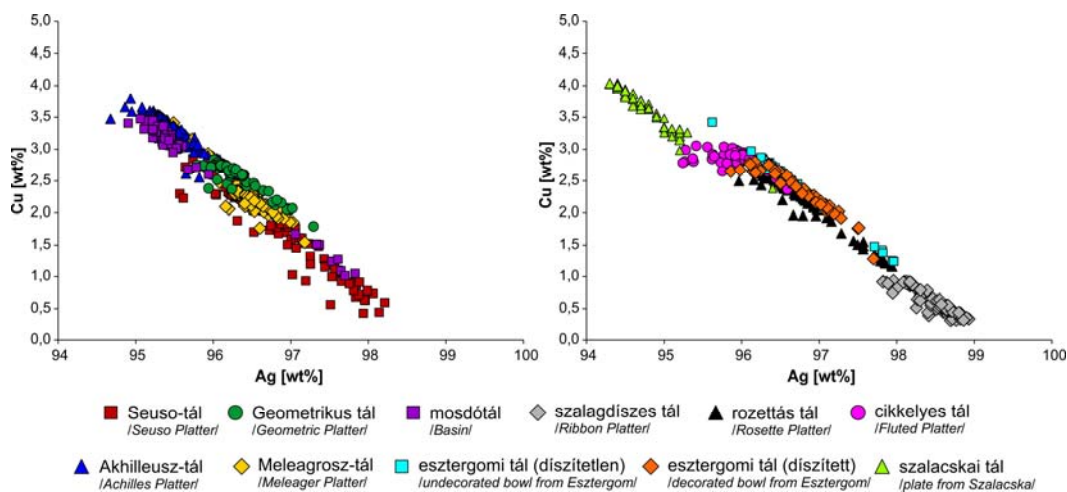 5,0
4,5
4,0
3,5
3,0
2,5
2,0
1,5
1,0
0,5
0,0
Cu [wt%]
94 95 96 97 98 99 100
Ag [wt%]
5,0
4,5
4,0
3,5
3,0
2,5
2,0
1,5
1,0
0,5
0,0
Cu [wt%]
94 95 96 97 98 99 100
Ag [wt%]
Seuso-tál Geometrikus tál mosdótál szalagdíszes tál rozettás tál cikkelyes tál
/Seuso Platter/ /Geometric Platter/ /Basin/ /Ribbon Platter/ /Rosette Platter/ /Fluted Platter/
Akhilleusz-tál Meleagrosz-tál esztergomi tál (díszítetlen) esztergomi tál (díszített) szalacskai tál
/Achilles Platter/ /Meleager Platter/ /undecorated bowl from Esztergom/ /decorated bowl from Esztergom/ /plate from Szalacska/